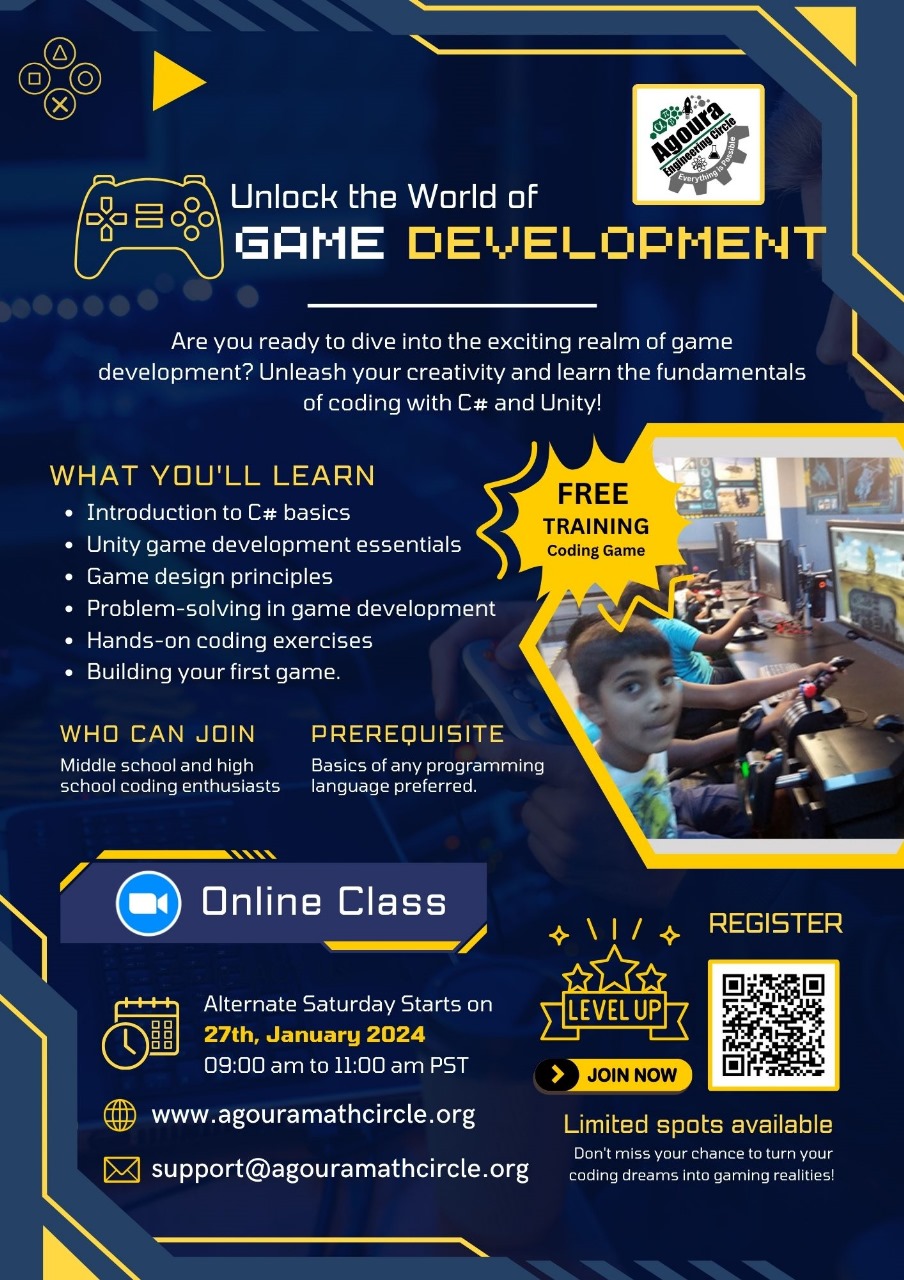 Agoura
Engineering Circle
Everything is Possible
Unlock the World of
GAME DEVELOPMENT
Are you ready to dive into the exciting realm of game
development? Unleash your creativity and learn the fundamentals
of coding with C# and Unity!
WHAT YOU'LL LEARN
• Introduction to C# basics
• Unity game development essentials
• Game design principles
• Problem-solving in game development
• Hands-on coding exercises
• Building your first game.
FREE
TRAINING
Coding Game
WHO CAN JOIN
Middle school and high
school coding enthusiasts
PREREQUISITE
Basics of any programming
language preferred.
Online Class
Alternate Saturday Starts on
27th, January 2024
09:00 am to 11:00 am PST
www.agouramathcircle.org
support@agouramathcircle.org
LEVEL UP
JOIN NOW
REGISTER
Limited spots available
Don't miss your chance to turn your
coding dreams into gaming realities!